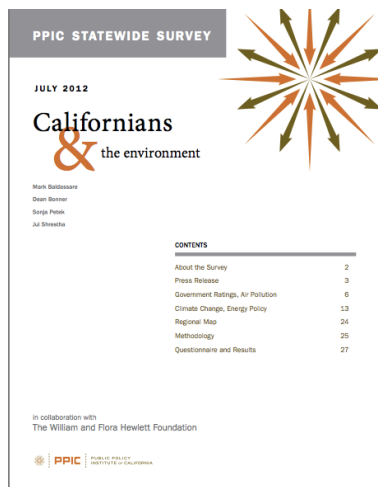 PPIC STATEWIDE SURVEY
JULY 2012
Californians
& the environment
Mark Baldassare
Dean Bonner
Sonja Petek
Jui Shrestha
CONTENTS
About the Survey 2
Press Release 3
Government Ratings, Air Pollution 6
Climate Change, Energy Policy 13
Regional Map 24
Methodology 25
Questionnaire and Results 27
in collaboration with
The William and Flora Hewlett Foundation
PPIC
PUBLIC POLICY
INSTITUTE OF CALIFORNIA